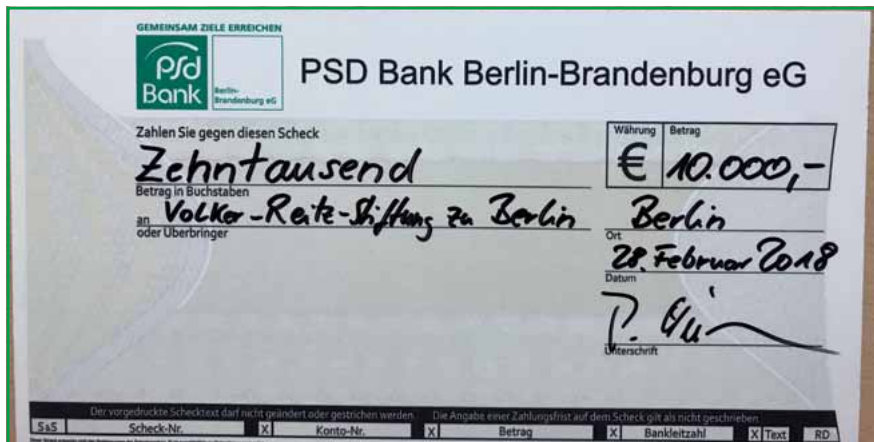 GEMEINSAM ZIELE ERREICHEN
psd
Bank
Berlin-
Brandenburg eG
PSD Bank Berlin-Brandenburg eG
Zahlen Sie gegen diesen Scheck
Währung Betrag
Zehntausend € 10.000,-
Betrag in Buchstaben
an Volker-Reitz-Stiftung zu Berlin Berlin
oder Überbringer Ort
28. Februar 2018
Datum
P.
Unterschrift
Der vorgedruckte Schecktext darf nicht geändert oder gestrichen werden. Die Angabe einer Zahlungsfrist auf dem Scheck gilt als nicht geschrieben.
S&S Scheck-Nr. X Konto-Nr. X Betrag X Bankleitzahl X Text RD